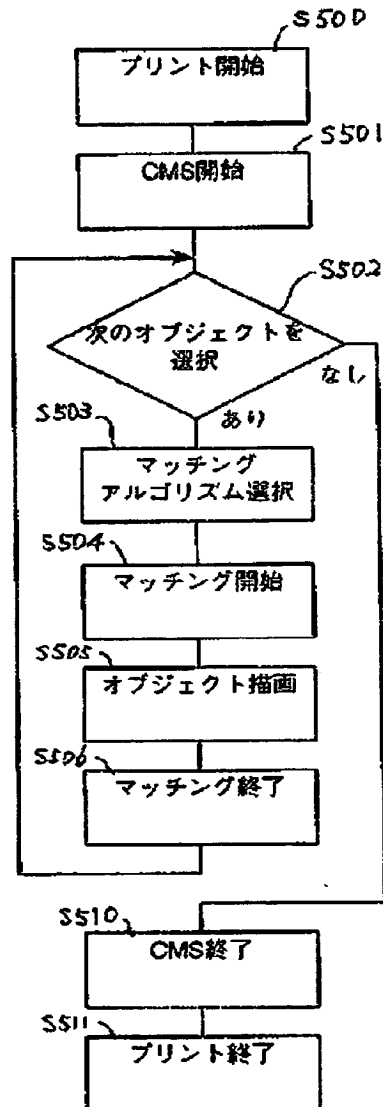 S500
プリント開始
S501
CMS開始
S502
次のオブジェクトを
選択
なし
あり
S503
マッチング
アルゴリズム選択
S504
マッチング開始
S505
オブジェクト描画
S506
マッチング終了
S510
CMS終了
S511
プリント終了